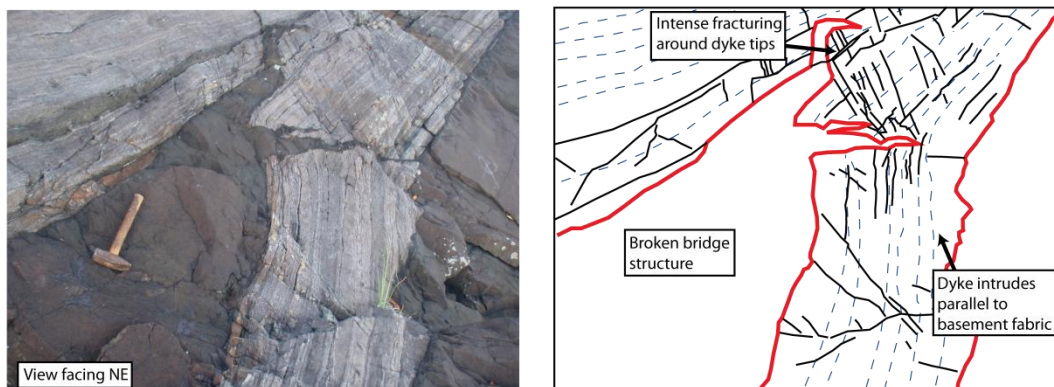 View facing NE
Intense fracturing
around dyke tips
Broken bridge
structure
Dyke intrudes
parallel to
basement fabric